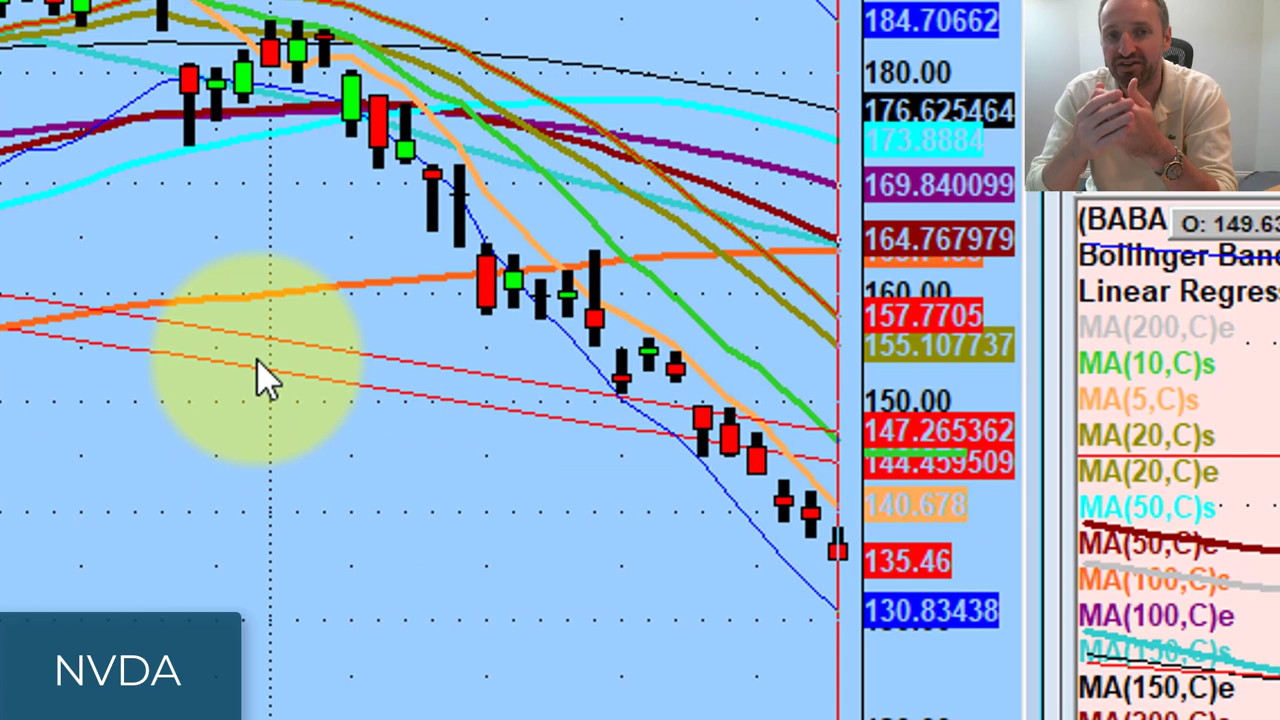 184.70662
180.00
176.625464
173.8884
169.840099
164.767979
160.00
157.7705
155.107737
150.00
147.265362
144.459509
140.678
135.46
130.83438
(BABA
O: 149.63
Bollinger Band
Linear Regres
MA(200,C)e
MA(10,C)s
MA(5,C)s
MA(20,C)s
MA(20,C)e
MA(50,C)s
MA(50,C)e
MA(100,C)s
MA(100,C)e
MA(150,C)s
MA(150,C)e
NVDA